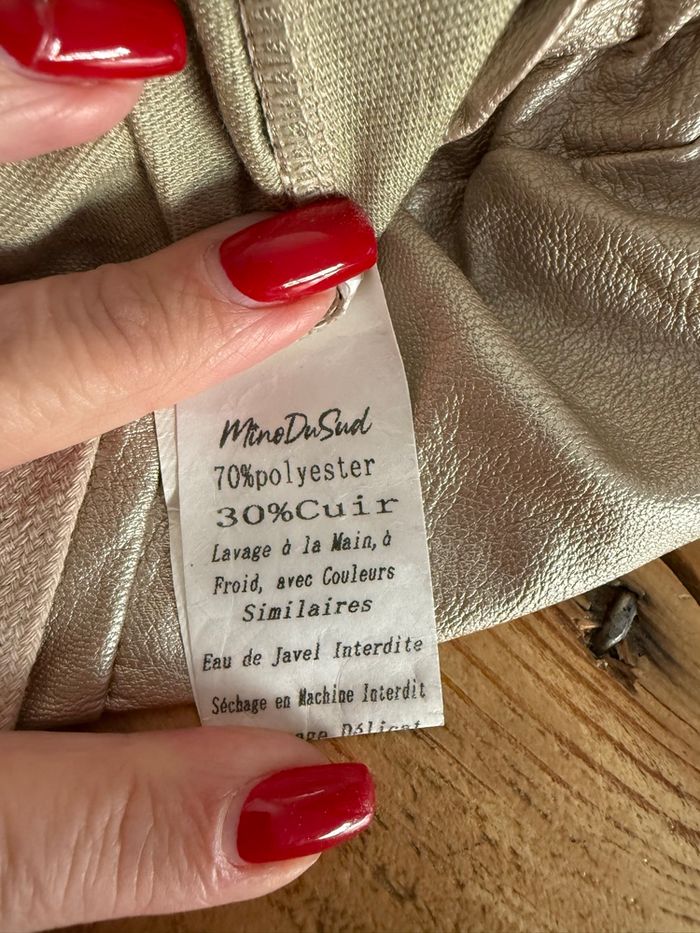 MinoDuSud
70%polyester
30%Cuir
Lavage à la Main,à
Froid, avec Couleurs
Similaires
Eau de Javel Interdite
Séchage en Machine Interdit
Délicat